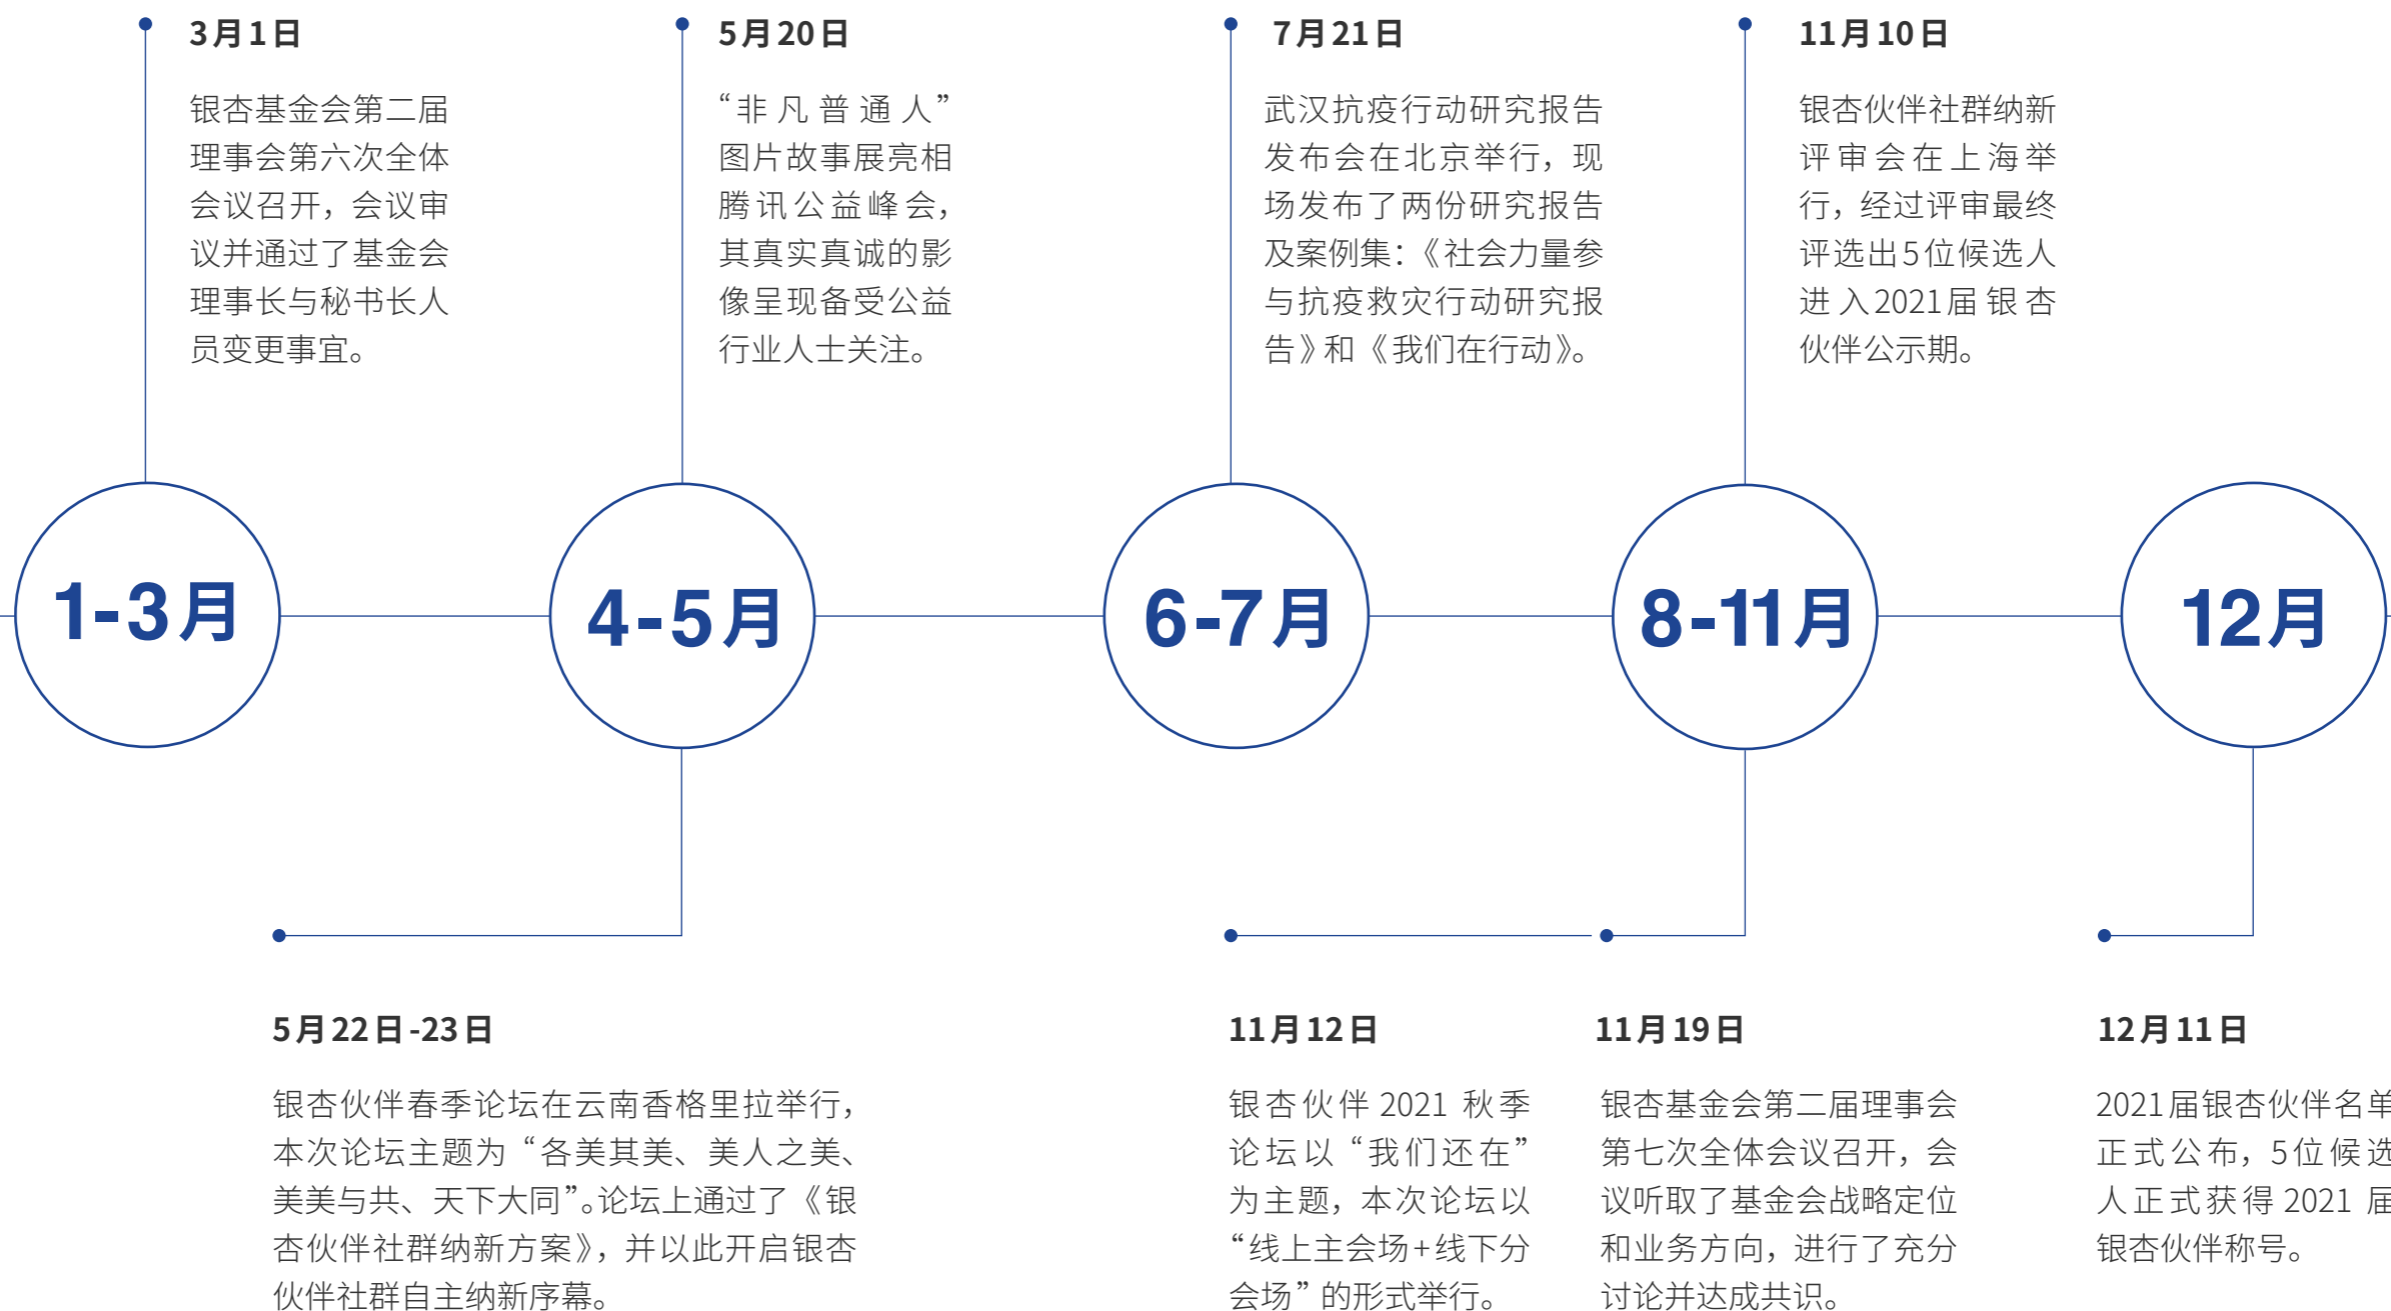 3月1日
银杏基金会第二届
理事会第六次全体
会议召开，会议审
议并通过了基金会
理事长与秘书长人
员变更事宜。
5月20日
“非凡普通人”
图片故事展亮相
腾讯公益峰会，
其真实真诚的影
像呈现备受公益
行业人士关注。
7月21日
武汉抗疫行动研究报告
发布会在北京举行，现
场发布了两份研究报告
及案例集：《社会力量参
与抗疫救灾行动研究报
告》和《我们在行动》。
11月10日
银杏伙伴社群纳新
评审会在上海举
行，经过评审最终
评选出5位候选人
进入2021届银杏
伙伴公示期。
1-3月
4-5月
6-7月
8-11月
12月
5月22日-23日
银杏伙伴春季论坛在云南香格里拉举行，
本次论坛主题为“各美其美、美人之美、
美美与共、天下大同”。论坛上通过了《银
杏伙伴社群纳新方案》，并以此开启银杏
伙伴社群自主纳新序幕。
11月12日
银杏伙伴 2021 秋季
论坛以“我们还在”
为主题，本次论坛以
“线上主会场+线下分
会场”的形式举行。
11月19日
银杏基金会第二届理事会
第七次全体会议召开，会
议听取了基金会战略定位
和业务方向，进行了充分
讨论并达成共识。
12月11日
2021届银杏伙伴名单
正式公布，5位候选
人正式获得 2021 届
银杏伙伴称号。